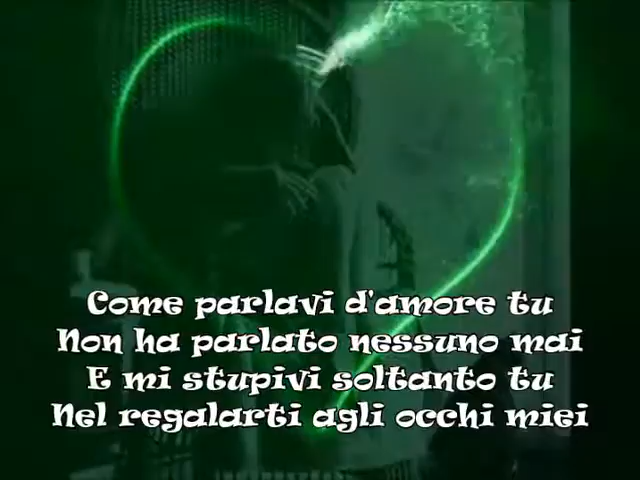 Come parlavi d'amore tu
Non ha parlato nessuno mai
E mi stupivi soltanto tu
Nel regalarti agli occhi miei